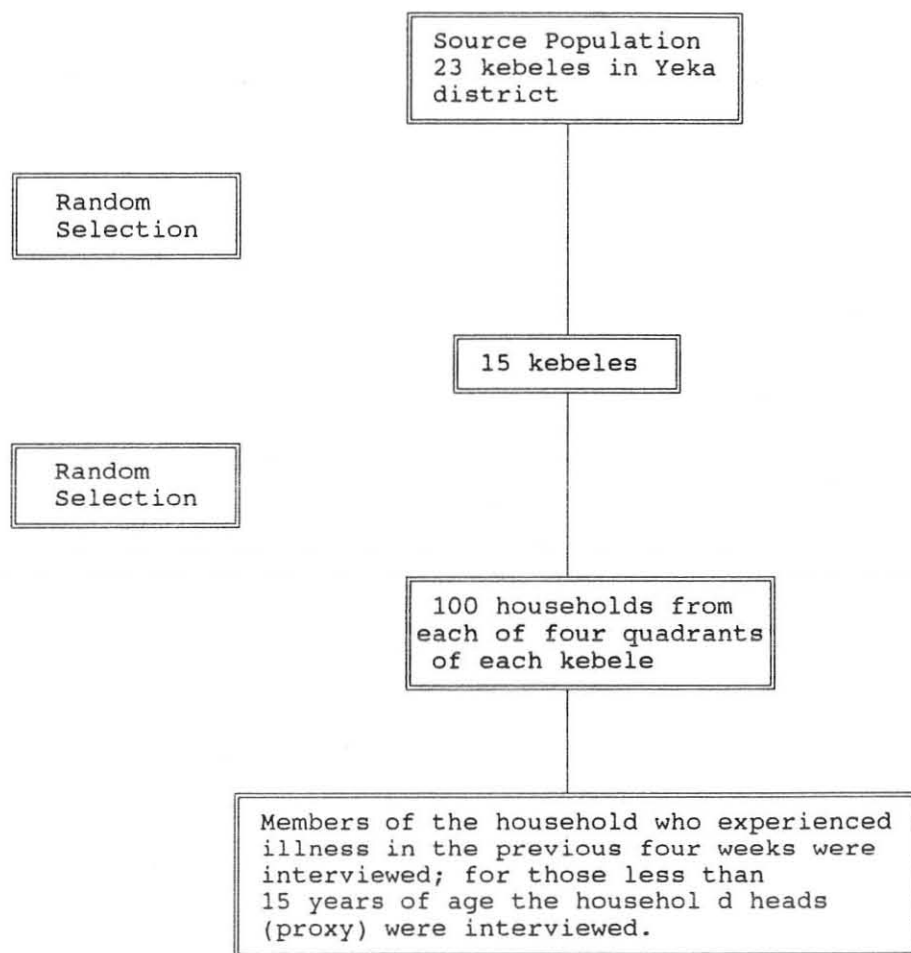 Source Population
23 kebeles in Yeka
district
Random
Selection
15 kebeles
Random
Selection
100 households from
each of four quadrants
of each kebele
Members of the household who experienced
illness in the previous four weeks were
interviewed; for those less than
15 years of age the househol d heads
(proxy) were interviewed.